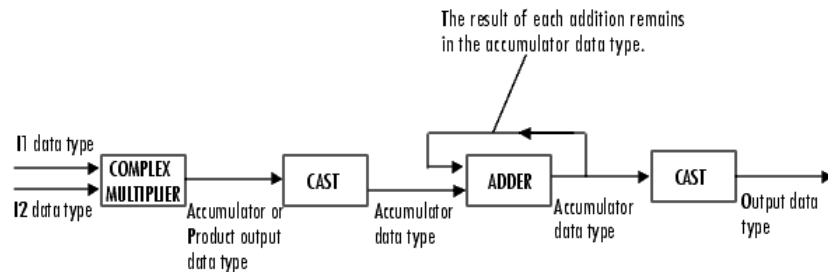 The result of each addition remains
in the accumulator data type.
I1 data type
COMPLEX
MULTIPLIER
I2 data type
Accumulator or
Product output
data type
CAST
Accumulator
data type
ADDER
Accumulator
data type
CAST
Output data
type